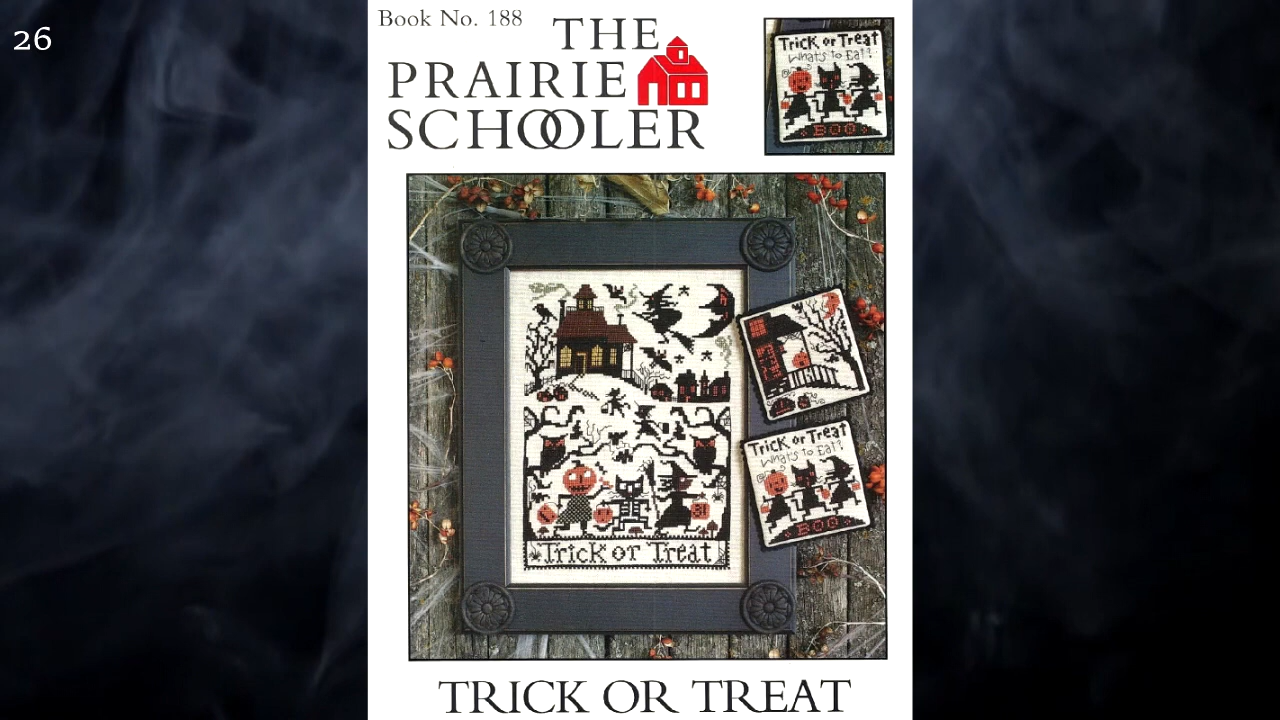 26
Book No. 188
THE
PRAIRIE
SCHOOLER
Trick or Treat
Whats to Eat?
BOO
Trick or Treat
Whats to Eat?
BOO
Trick or Treat
TRICK OR TREAT